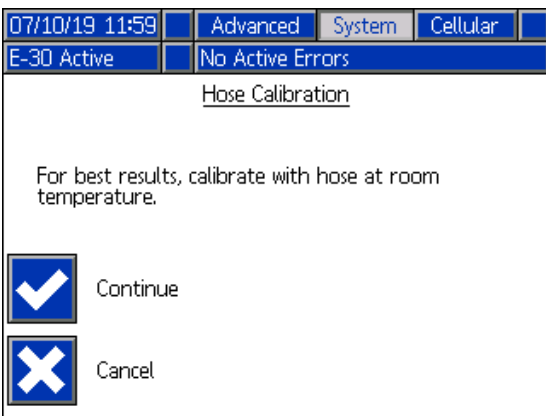 07/10/19 11:59 Advanced System Cellular
E-30 Active No Active Errors
Hose Calibration
For best results, calibrate with hose at room
temperature.
Continue
Cancel